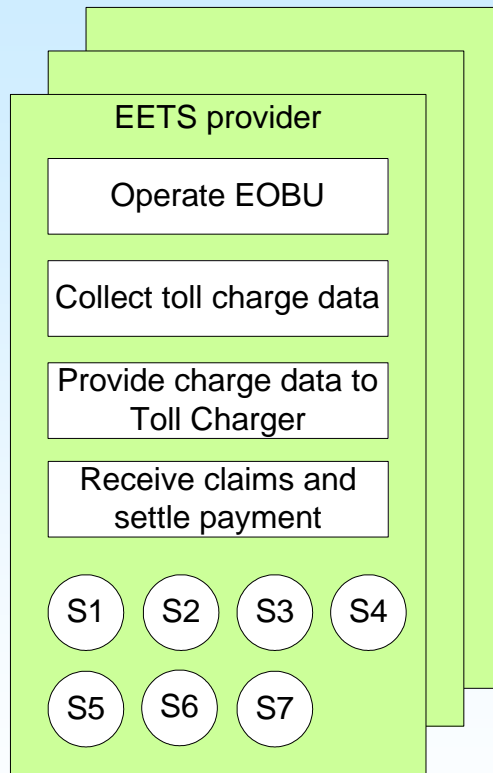 EETS provider
Operate EOBU
Collect toll charge data
Provide charge data to
Toll Charger
Receive claims and
settle payment
S1 S2 S3 S4
S5 S6 S7